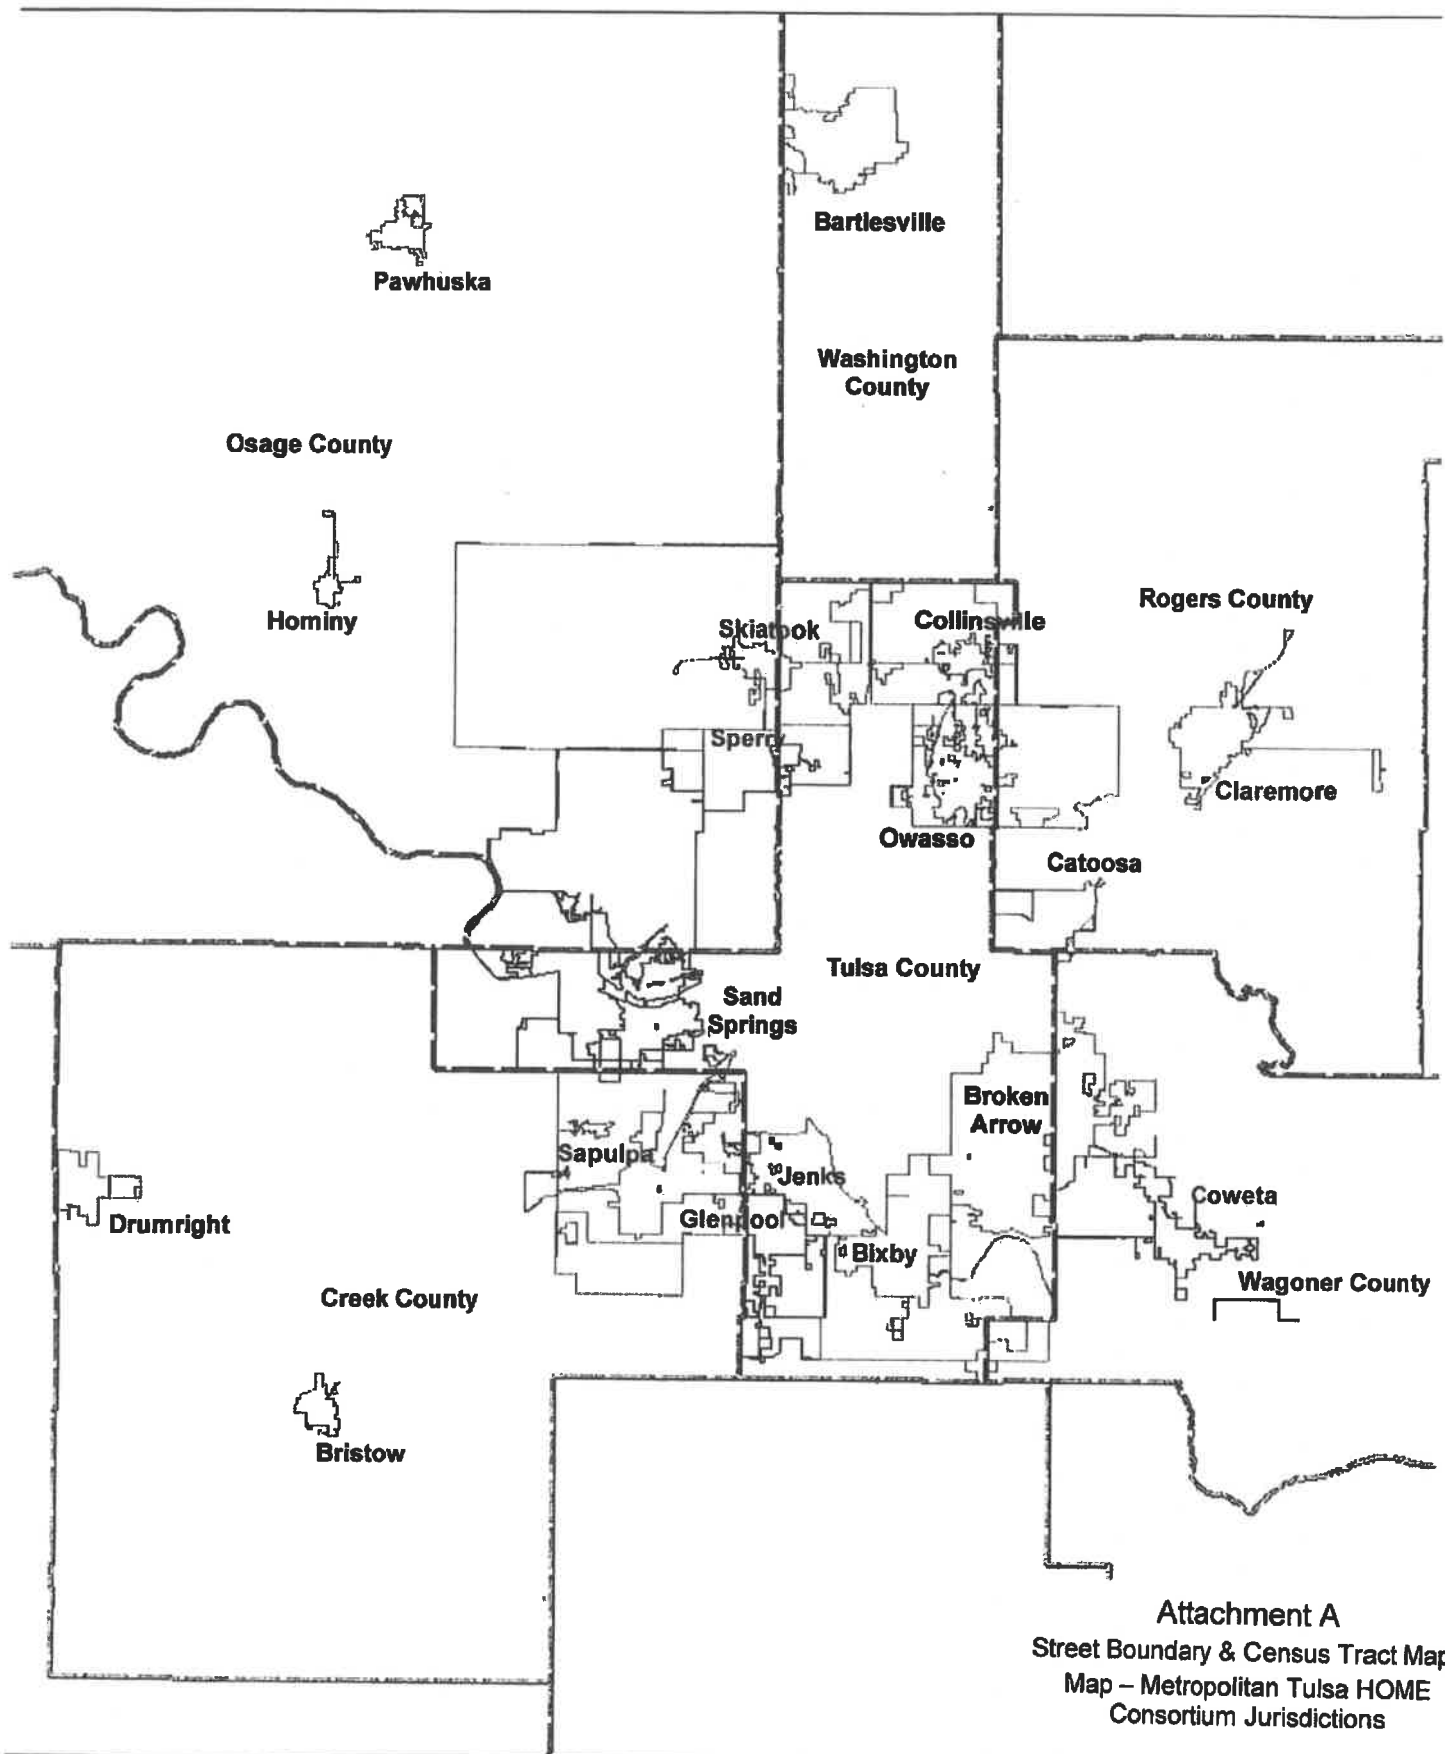 Bartlesville
Pawhuska
Washington
County
Osage County
Rogers County
Hominy
Skiatook
Collinsville
Sperry
Claremore
Owasso
Catoosa
Tulsa County
Sand
Springs
Broken
Arrow
Sapulpa
Jenks
Coweta
Drumright
Glenpool
Bixby
Wagoner County
Creek County
Bristow
Attachment A
Street Boundary & Census Tract Map
Map – Metropolitan Tulsa HOME
Consortium Jurisdictions